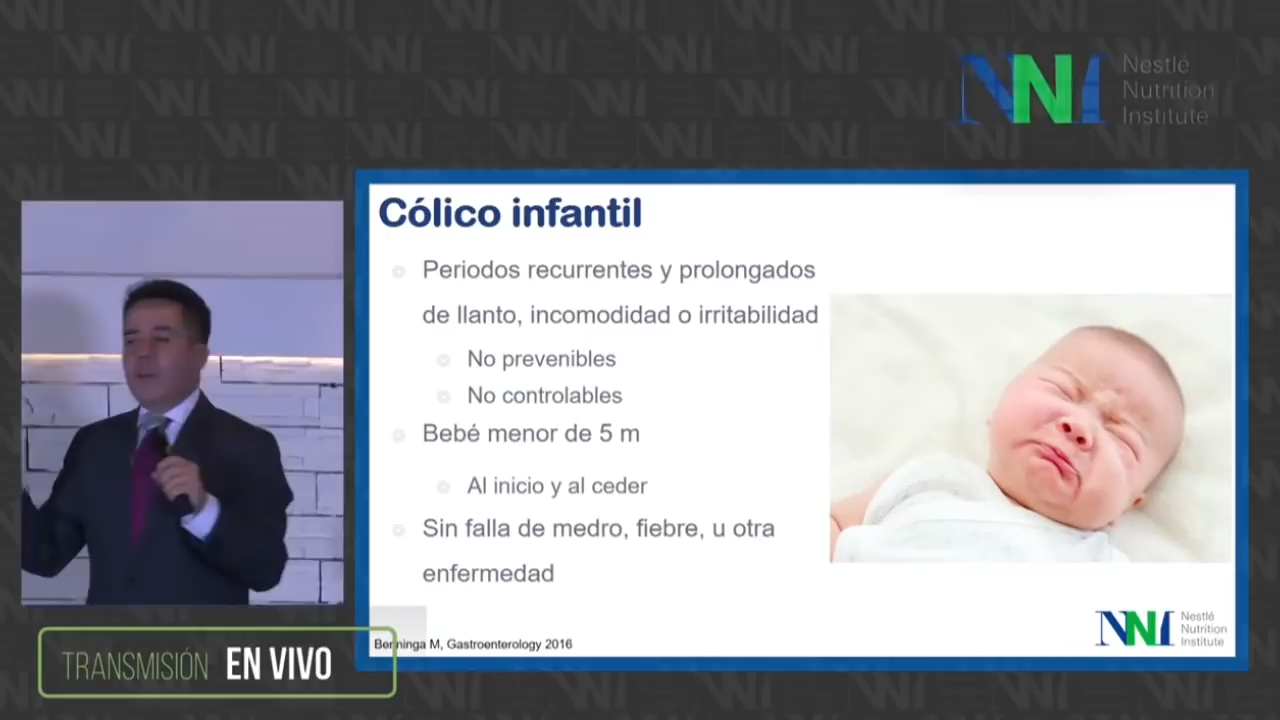 NNI Nestlé
Nutrition
Institute
Cólico infantil
Periodos recurrentes y prolongados
de llanto, incomodidad o irritabilidad
No prevenibles
No controlables
Bebé menor de 5 m
Al inicio y al ceder
Sin falla de medro, fiebre, u otra
enfermedad
Benninga M, Gastroenterology 2016
NNI Nestlé
Nutrition
Institute
TRANSMISIÓN EN VIVO